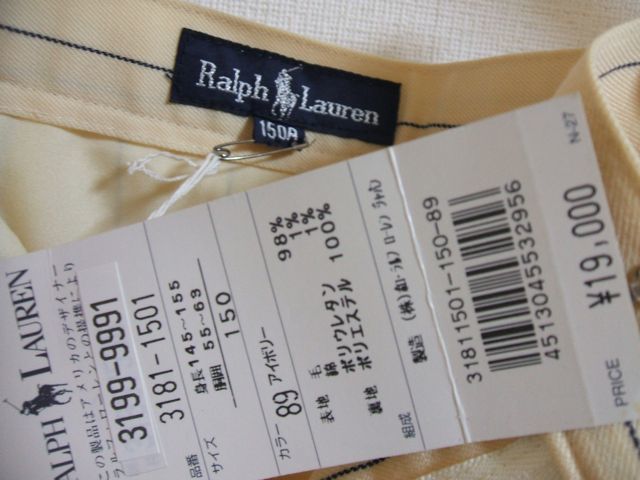 Ralph Lauren
150A
RALPH LAUREN
この製品はアメリカのデザイナー
ラルフ・ローレンとの提携により
3199-9991
品番 3181-1501
サイズ 身長145~155
胴囲 55~63
150
カラー 89 アイボリー
表地 毛 98%
綿 1%
ポリウレタン 1%
裏地 ポリエステル 100%
組成
製造 (株)
31811501-150-89
4513045532956
N-27
PRICE ¥19,000